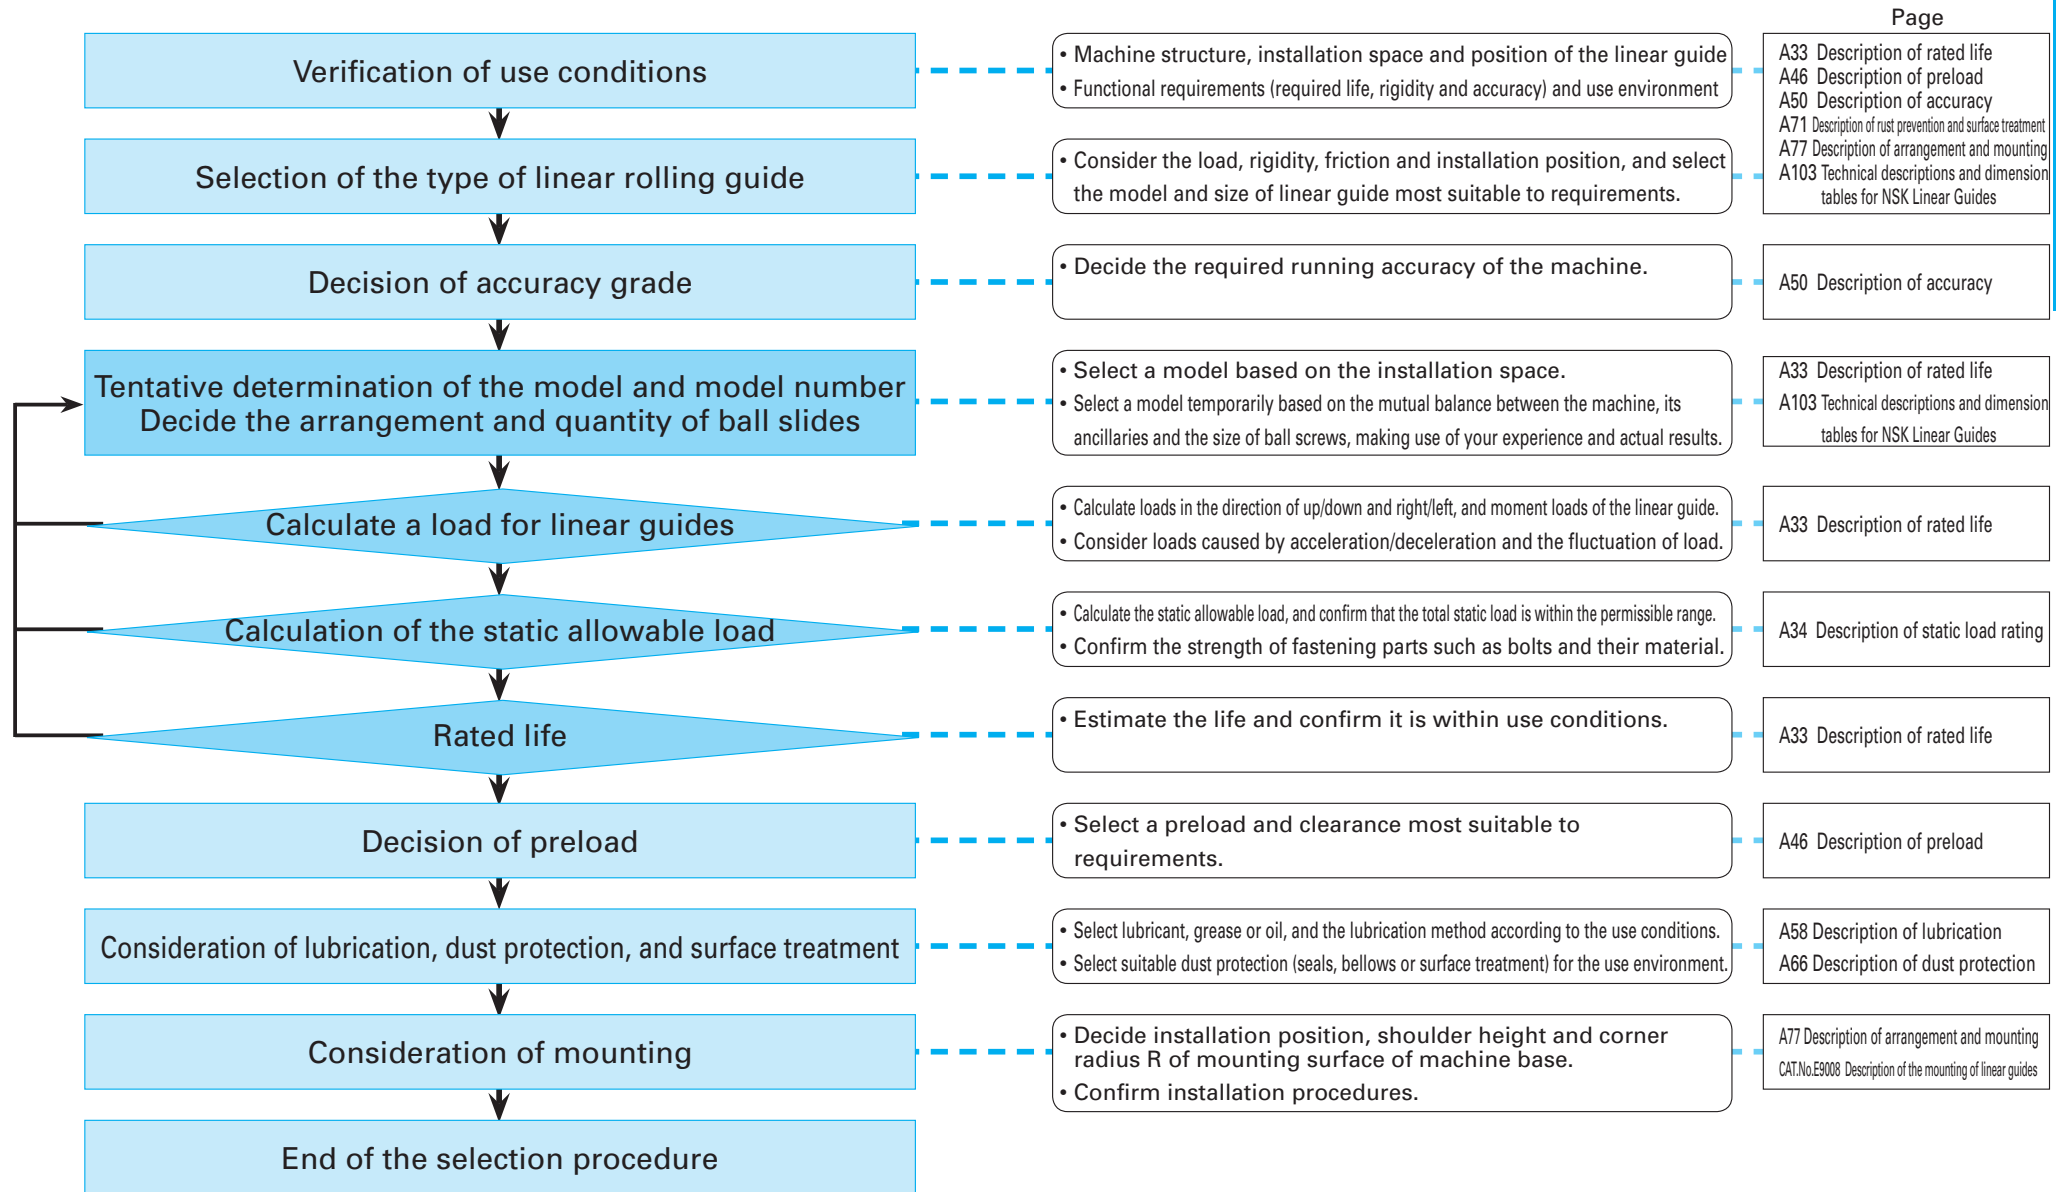 Page
Verification of use conditions
• Machine structure, installation space and position of the linear guide
• Functional requirements (required life, rigidity and accuracy) and use environment
A33 Description of rated life
A46 Description of preload
A50 Description of accuracy
A71 Description of rust prevention and surface treatment
A77 Description of arrangement and mounting
A103 Technical descriptions and dimension
tables for NSK Linear Guides
Selection of the type of linear rolling guide
• Consider the load, rigidity, friction and installation position, and select
the model and size of linear guide most suitable to requirements.
Decision of accuracy grade
• Decide the required running accuracy of the machine.
A50 Description of accuracy
Tentative determination of the model and model number
Decide the arrangement and quantity of ball slides
• Select a model based on the installation space.
• Select a model temporarily based on the mutual balance between the machine, its
ancillaries and the size of ball screws, making use of your experience and actual results.
A33 Description of rated life
A103 Technical descriptions and dimension
tables for NSK Linear Guides
Calculate a load for linear guides
• Calculate loads in the direction of up/down and right/left, and moment loads of the linear guide.
• Consider loads caused by acceleration/deceleration and the fluctuation of load.
A33 Description of rated life
Calculation of the static allowable load
• Calculate the static allowable load, and confirm that the total static load is within the permissible range.
• Confirm the strength of fastening parts such as bolts and their material.
A34 Description of static load rating
Rated life
• Estimate the life and confirm it is within use conditions.
A33 Description of rated life
Decision of preload
• Select a preload and clearance most suitable to
requirements.
A46 Description of preload
Consideration of lubrication, dust protection, and surface treatment
• Select lubricant, grease or oil, and the lubrication method according to the use conditions.
• Select suitable dust protection (seals, bellows or surface treatment) for the use environment.
A58 Description of lubrication
A66 Description of dust protection
Consideration of mounting
• Decide installation position, shoulder height and corner
radius R of mounting surface of machine base.
• Confirm installation procedures.
A77 Description of arrangement and mounting
CAT.No.E9008 Description of the mounting of linear guides
End of the selection procedure